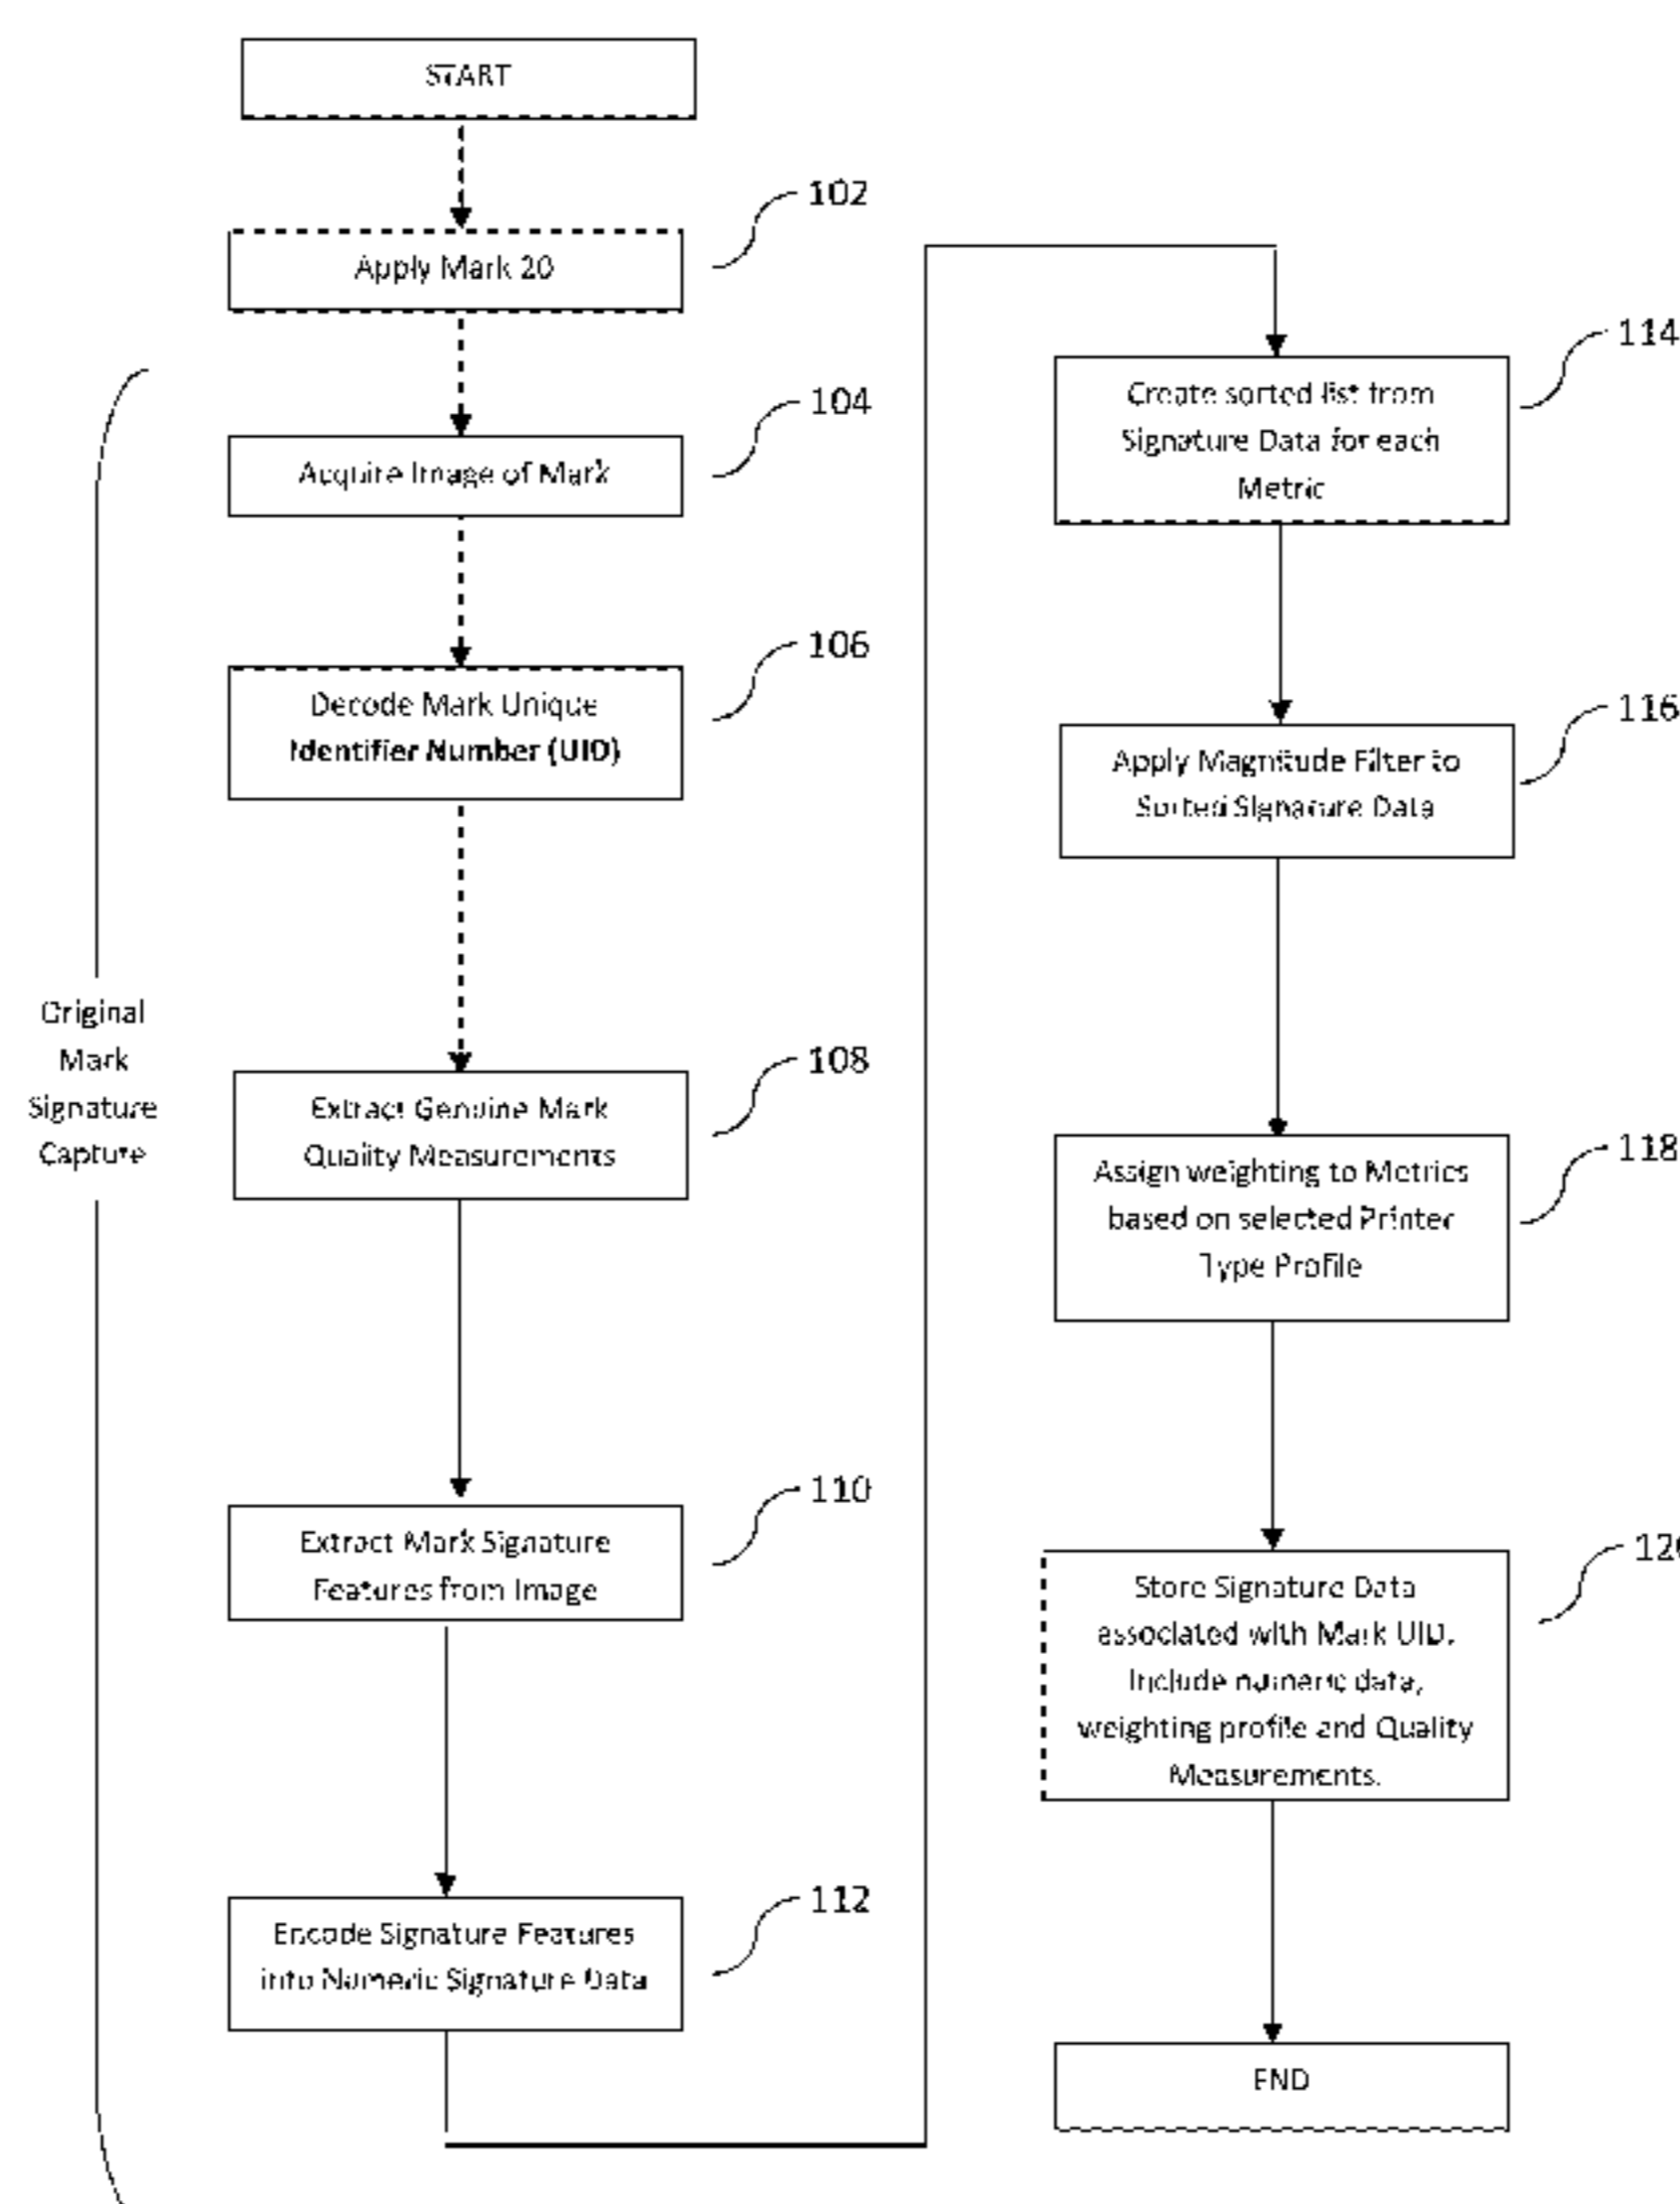 START
102
Apply Mark 20
104
Acquire Image of Mark
106
Decode Mark Unique
Identifier Number (UID)
Original
Mark
Signature
Capture
108
Extract Genuine Mark
Quality Measurements
110
Extract Mark Signature
Features from Image
112
Encode Signature Features
into Numeric Signature Data
114
Create sorted list from
Signature Data for each
Metric
116
Apply Magnitude Filter to
Sorted Signature Data
118
Assign weighting to Metrics
based on selected Printer
Type Profile
120
Store Signature Data
associated with Mark UID.
Include numeric data,
weighting profile and Quality
Measurements.
END